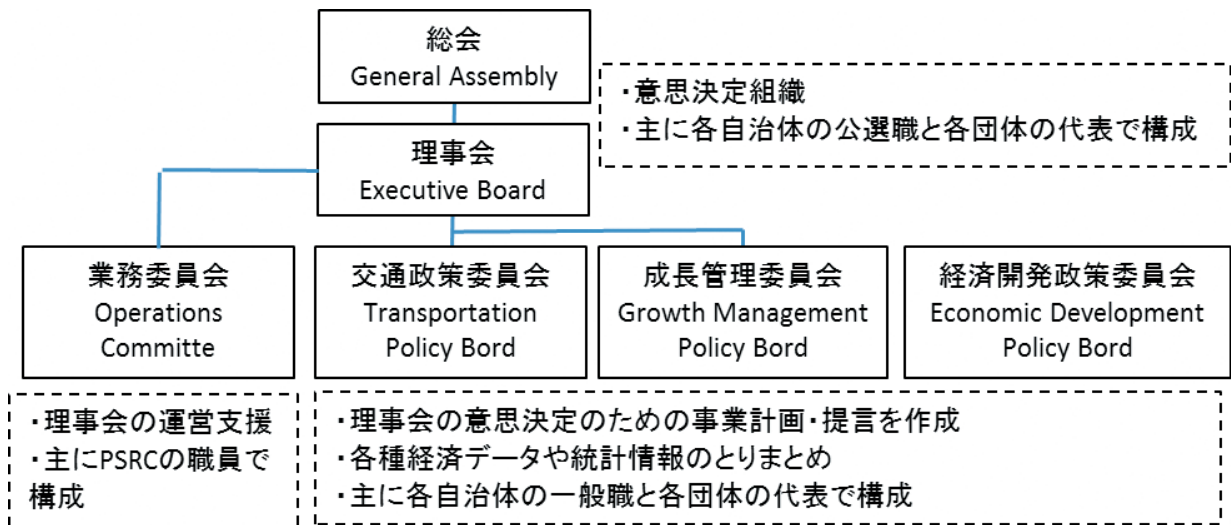 総会
General Assembly
・意思決定組織
・主に各自治体の公選職と各団体の代表で構成
理事会
Executive Board
業務委員会
Operations
Committe
交通政策委員会
Transportation
Policy Bord
成長管理委員会
Growth Management
Policy Bord
経済開発政策委員会
Economic Development
Policy Bord
・理事会の運営支援
・主にPSRCの職員で
構成
・理事会の意思決定のための事業計画・提言を作成
・各種経済データや統計情報のとりまとめ
・主に各自治体の一般職と各団体の代表で構成